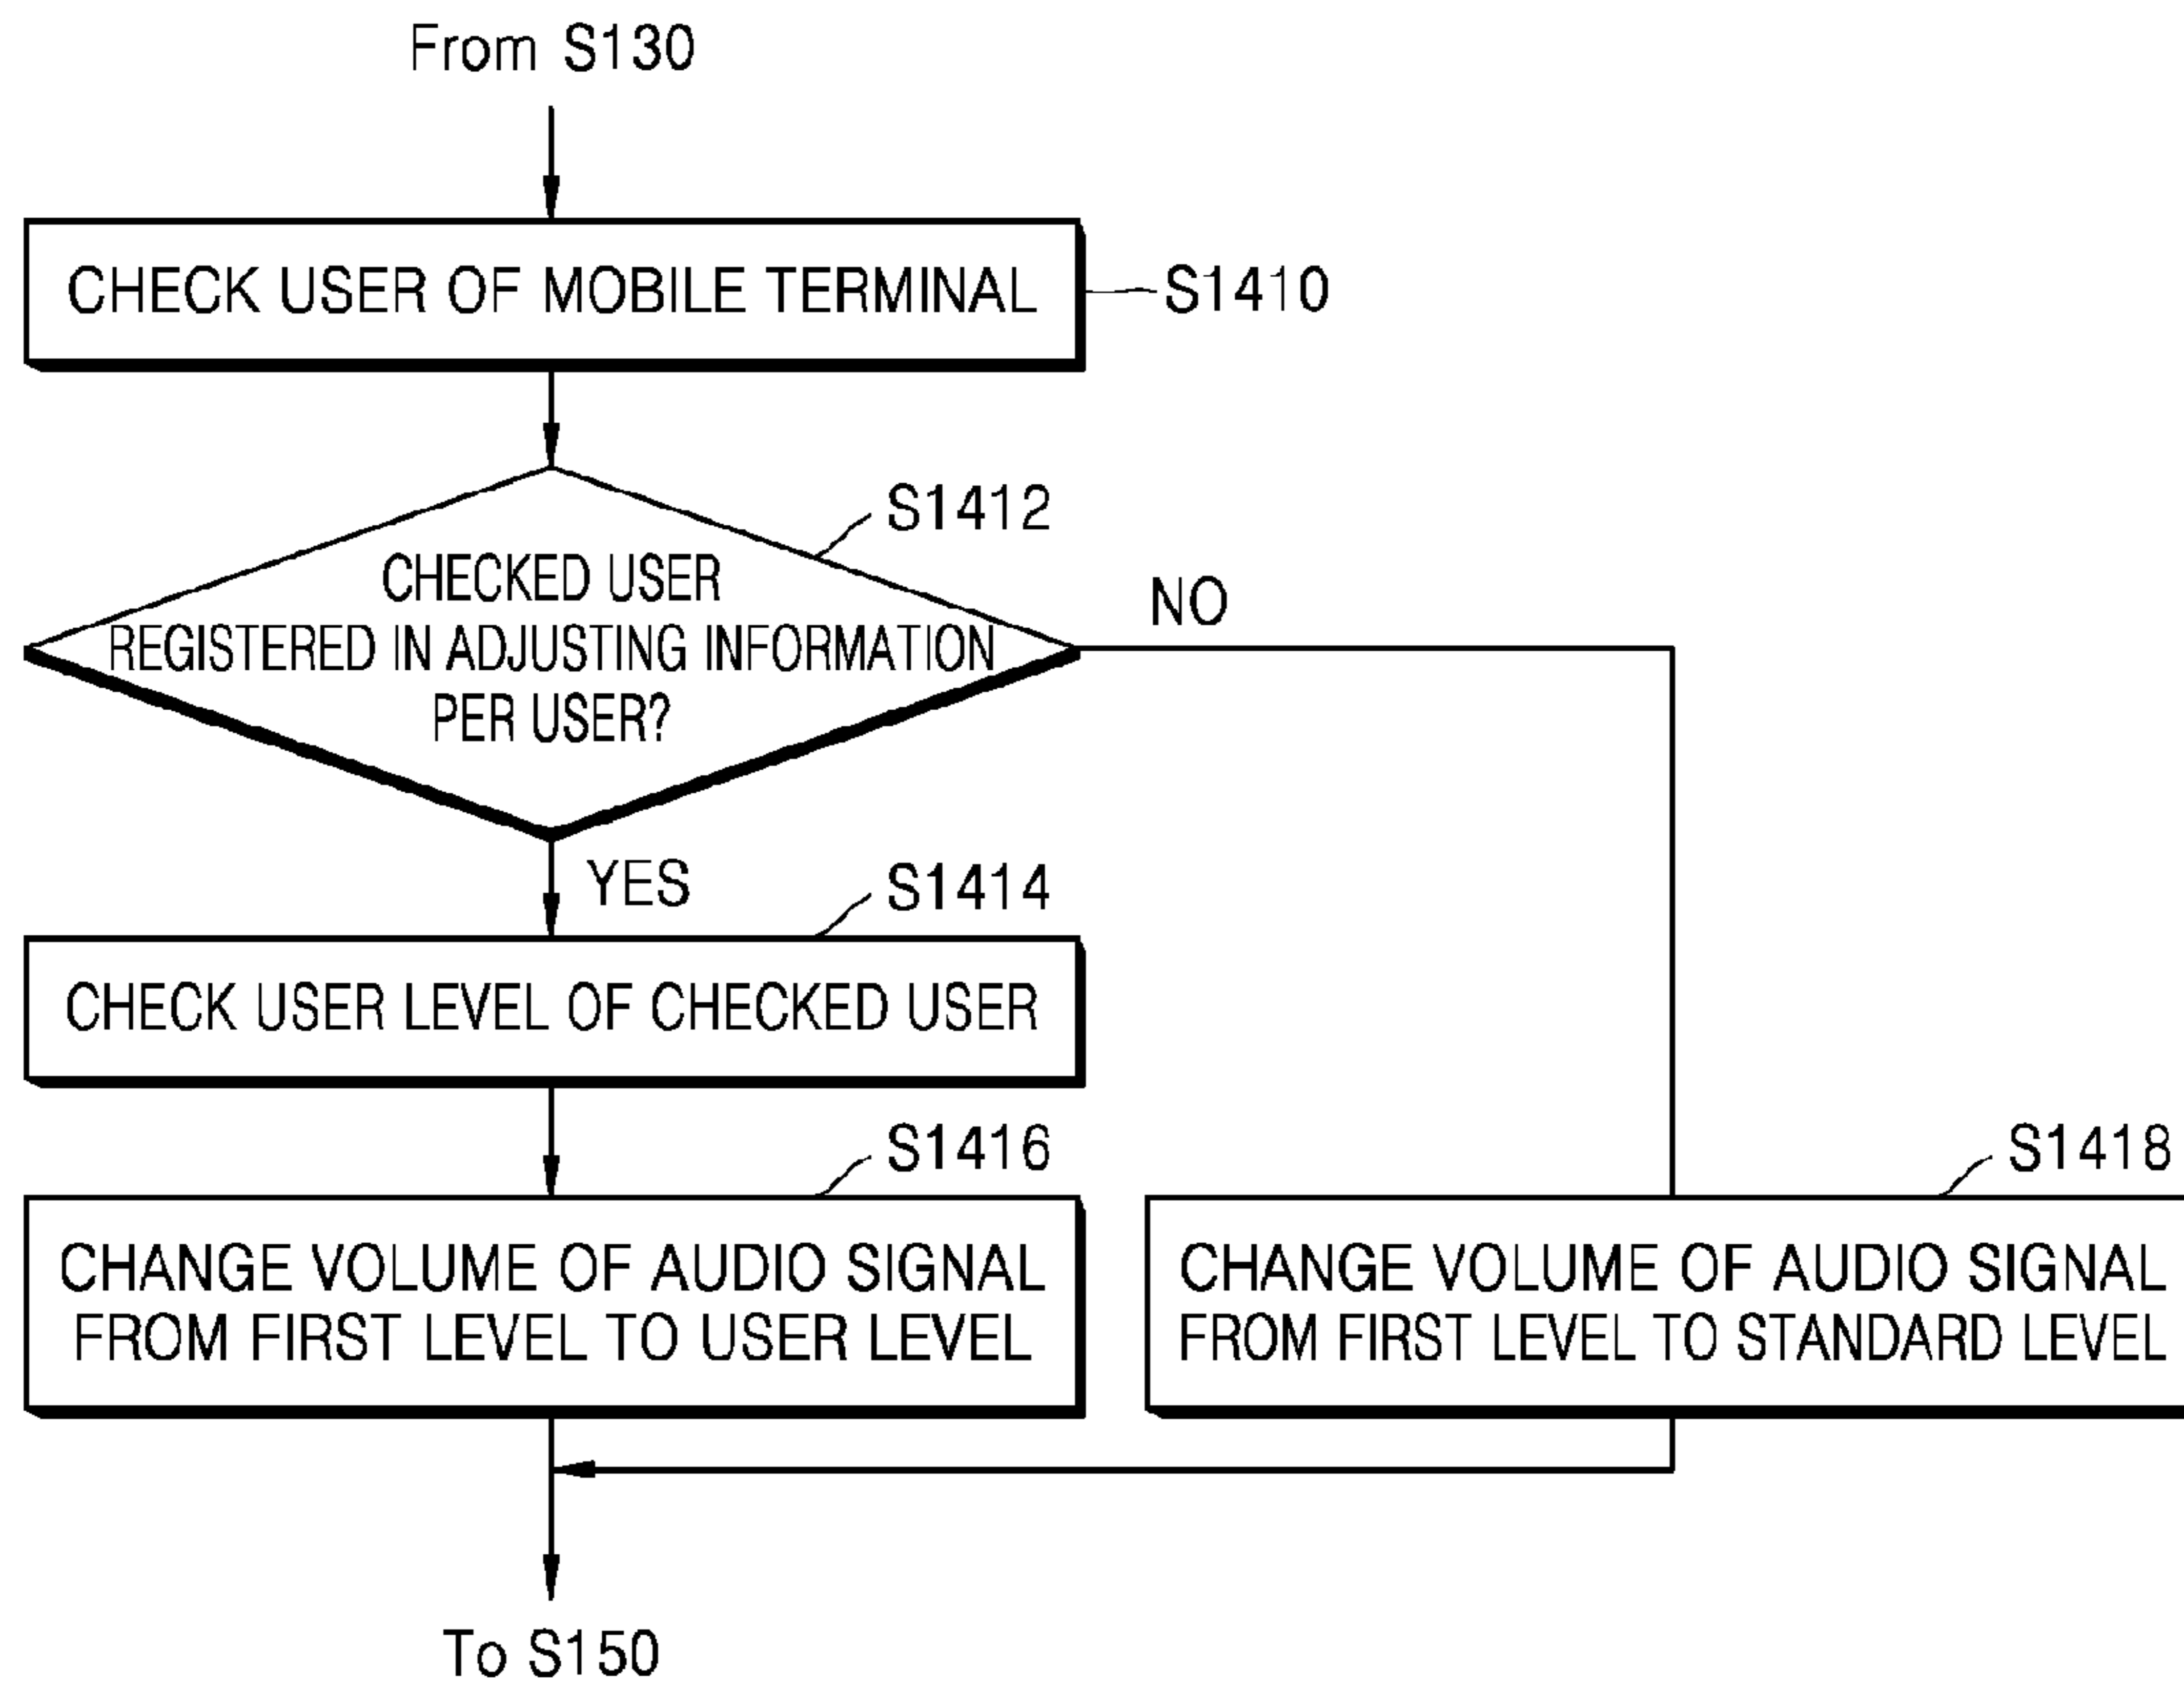 From S130
CHECK USER OF MOBILE TERMINAL
S1410
S1412
CHECKED USER
REGISTERED IN ADJUSTING INFORMATION
PER USER?
NO
YES
S1414
CHECK USER LEVEL OF CHECKED USER
S1416
CHANGE VOLUME OF AUDIO SIGNAL
FROM FIRST LEVEL TO USER LEVEL
S1418
CHANGE VOLUME OF AUDIO SIGNAL
FROM FIRST LEVEL TO STANDARD LEVEL
To S150